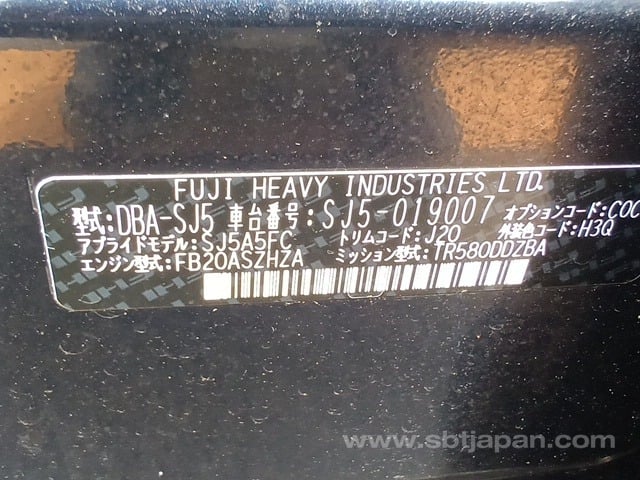 FUJI HEAVY INDUSTRIES LTD.
型式:DBA-SJ5 車台番号:SJ5-019007 オプションコード:COC
アプライドモデル:SJ5A5FC トリムコード:J20 外装色コード:H3Q
エンジン型式:FB20ASZHZA ミッション型式:TR580DDZBA
www.sbtjapan.com